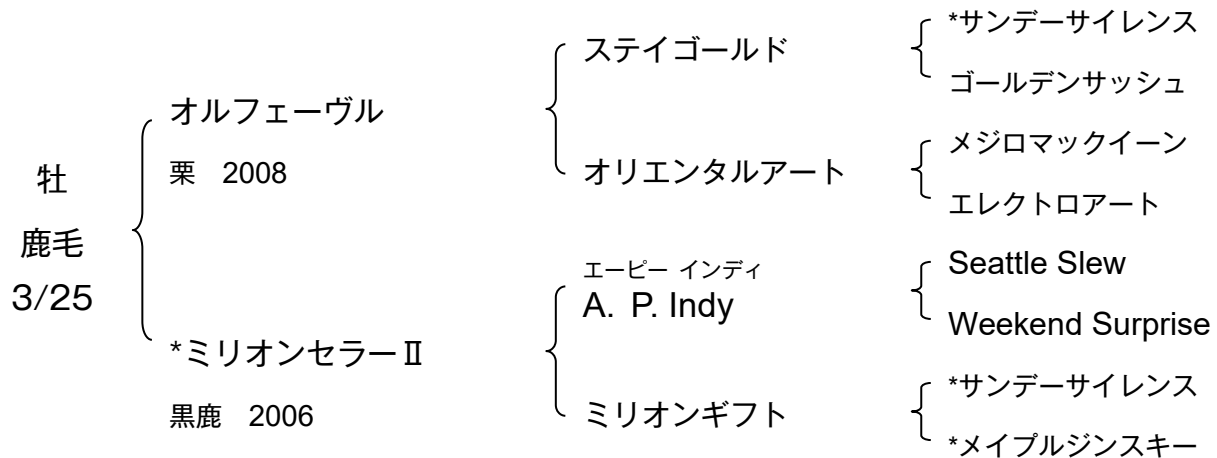 牡
鹿毛
3/25
オルフェーヴル
栗 2008
*ミリオンセラーⅡ
黒鹿 2006
ステイゴールド
オリエンタルアート
エーピー インディ
A. P. Indy
ミリオンギフト
*サンデーサイレンス
ゴールデンサッシュ
メジロマックイーン
エレクトロアート
Seattle Slew
Weekend Surprise
*サンデーサイレンス
*メイプルジンスキー